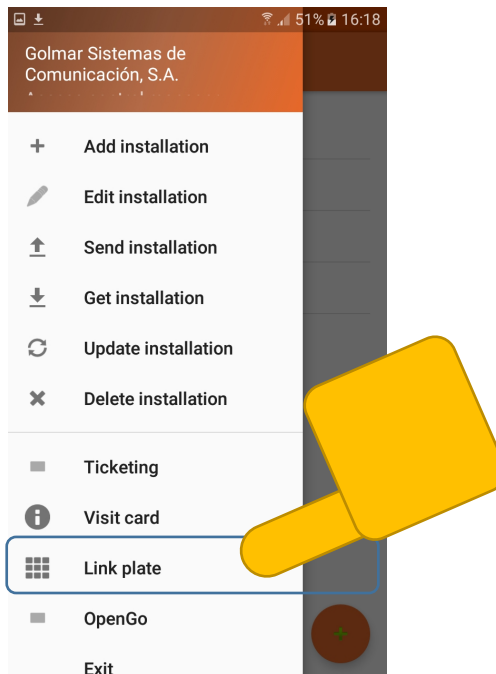 51% 16:18
Golmar Sistemas de
Comunicación, S.A.
Add installation
Edit installation
Send installation
Get installation
Update installation
Delete installation
Ticketing
Visit card
Link plate
OpenGo
Exit